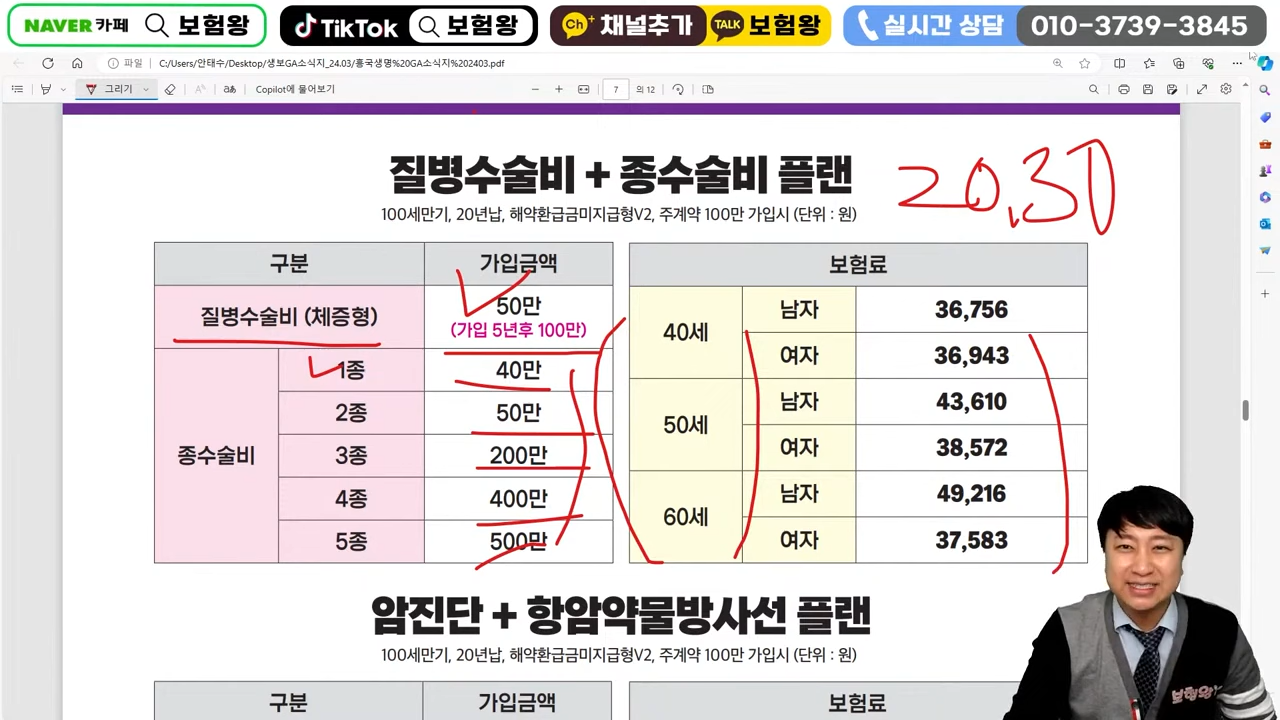 NAVER 카페 보험왕
TikTok 보험왕
Ch+ 채널추가 TALK 보험왕
실시간 상담 010-3739-3845
파일 C:/Users/안태수/Desktop/생보GA소식지_24.03/흥국생명%20GA소식지%202403.pdf
그리기 Copilot에 물어보기
7 의 12
질병수술비 + 종수술비 플랜
20,30
100세만기, 20년납, 해약환급금미지급형V2, 주계약 100만 가입시 (단위 : 원)
구분 가입금액
질병수술비 (체증형) 50만
(가입 5년후 100만)
종수술비
1종 40만
2종 50만
3종 200만
4종 400만
5종 500만
보험료
40세 남자 36,756
여자 36,943
50세 남자 43,610
여자 38,572
60세 남자 49,216
여자 37,583
암진단 + 항암약물방사선 플랜
100세만기, 20년납, 해약환급금미지급형V2, 주계약 100만 가입시 (단위 : 원)
구분 가입금액 보험료
보험왕